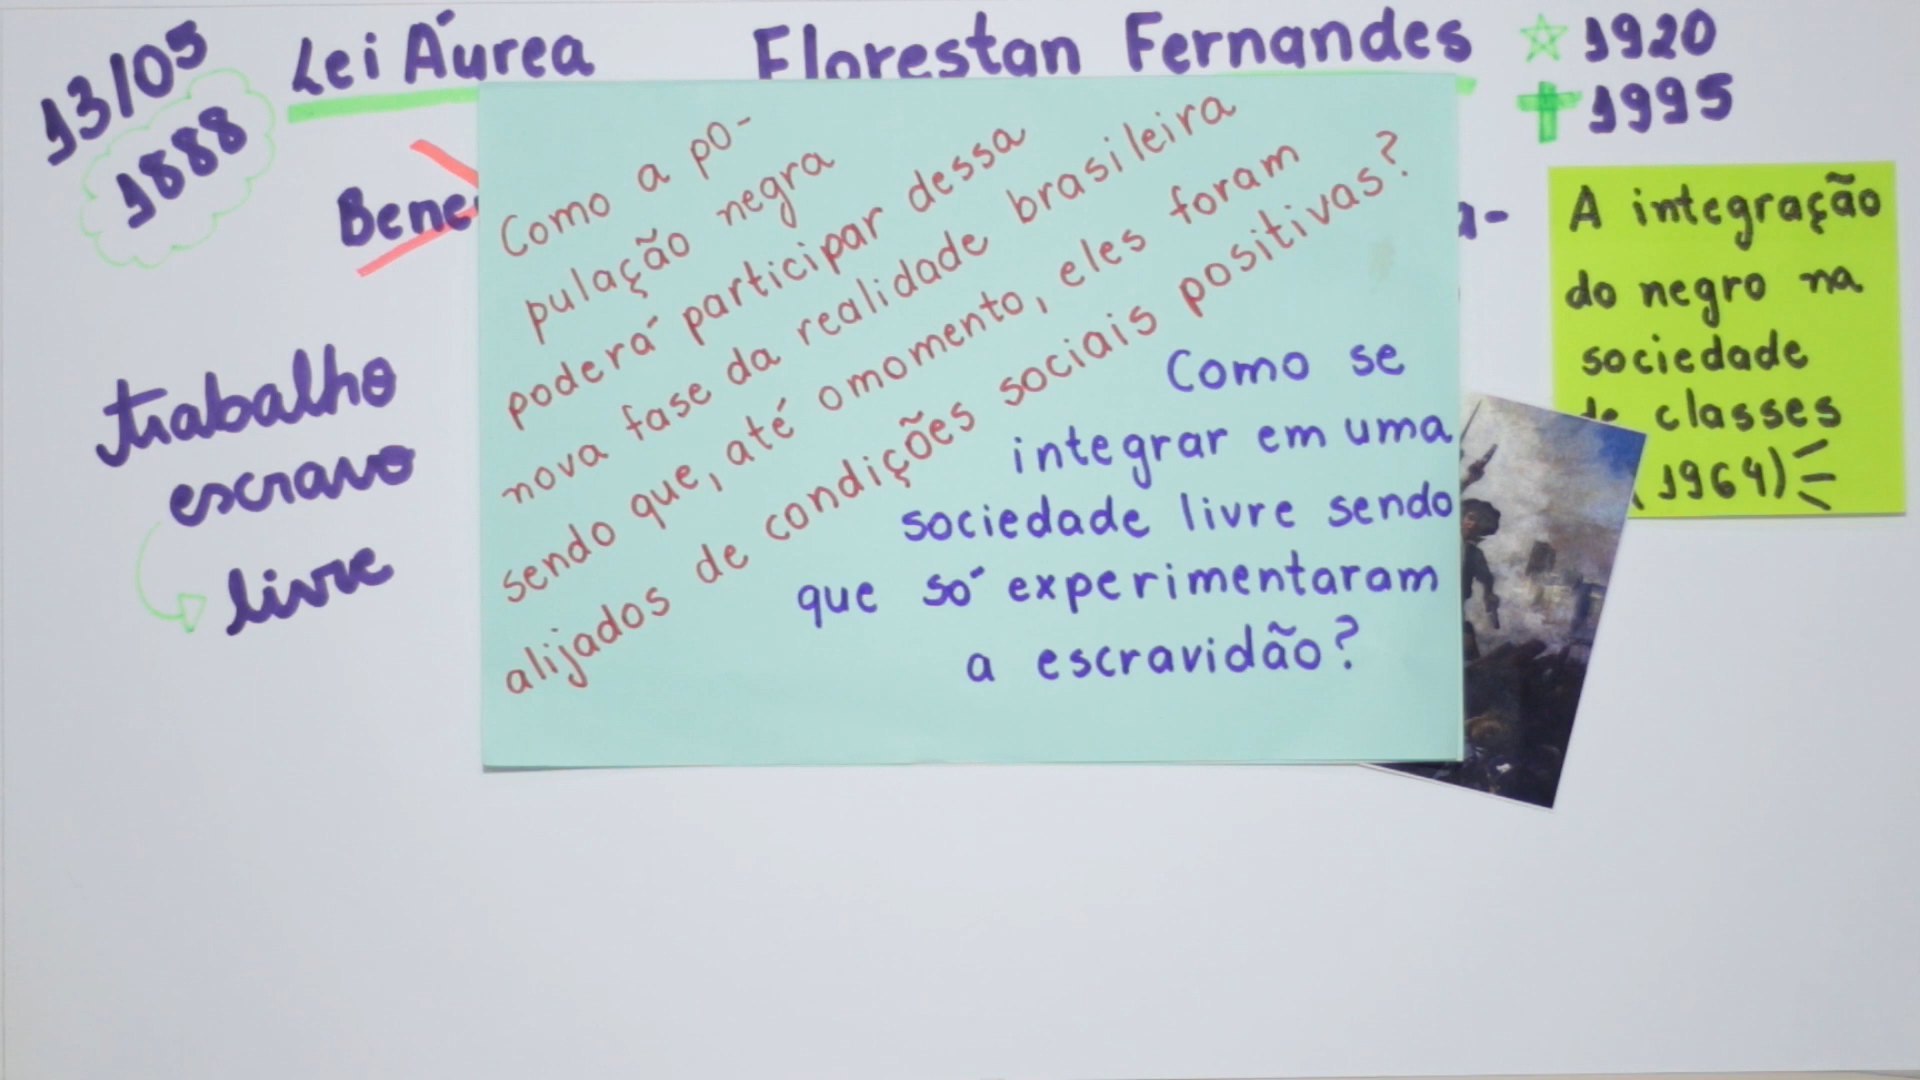 13/05
1888
Lei Áurea
Florestan Fernandes
1920
1995
trabalho
escravo
livre
Como a po-
pulação negra
poderá participar dessa
nova fase da realidade brasileira
sendo que, até o momento, eles foram
alijados de condições sociais positivas?
Como se
integrar em uma
sociedade livre sendo
que só experimentaram
a escravidão?
A integração
do negro na
sociedade
de classes
(1964)